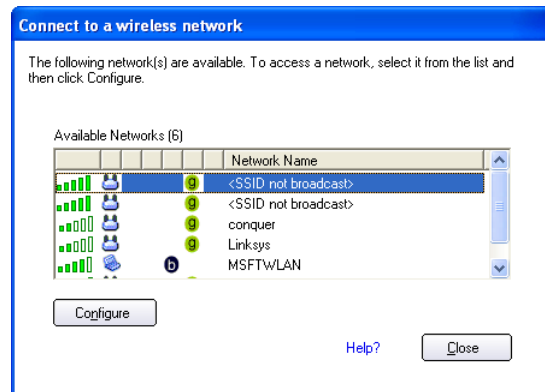 Connect to a wireless network
The following network(s) are available. To access a network, select it from the list and
then click Configure.
Available Networks (6)
Network Name
g <SSID not broadcast>
g <SSID not broadcast>
g conquer
g Linksys
b MSFTWLAN
Configure
Help? Close